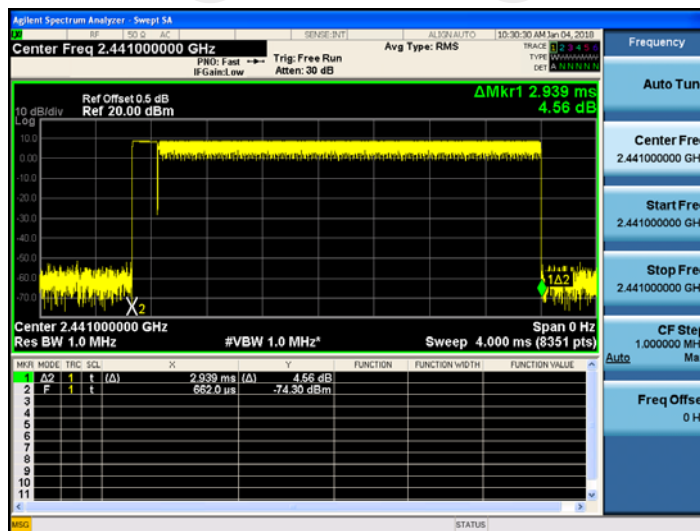 Agilent Spectrum Analyzer - Swept SA
RF 50 Ω AC SENSE:INT ALIGN AUTO 10:30:30 AM Jan 04, 2018
Center Freq 2.441000000 GHz
PNO: Fast
IFGain:Low
Trig: Free Run
Atten: 30 dB
Avg Type: RMS
TRACE 1 2 3 4 5 6
TYPE
DET A N N N N N
Ref Offset 0.5 dB
10 dB/div Ref 20.00 dBm
Log
ΔMkr1 2.939 ms
4.56 dB
10.0
0.00
-10.0
-20.0
-30.0
-40.0
-50.0
-60.0
-70.0
1Δ2
2
Center 2.441000000 GHz Span 0 Hz
Res BW 1.0 MHz #VBW 1.0 MHz* Sweep 4.000 ms (8351 pts)
MKR MODE TRC SCL X Y FUNCTION FUNCTION WIDTH FUNCTION VALUE
1 Δ2 1 t (Δ) 2.939 ms (Δ) 4.56 dB
2 F 1 t 662.0 µs -74.30 dBm
3
4
5
6
7
8
9
10
11
MSG STATUS
Frequency
Auto Tun
Center Fre
2.441000000 GH
Start Fre
2.441000000 GH
Stop Fre
2.441000000 GH
CF Step
1.000000 MH
Auto Ma
Freq Offse
0 H